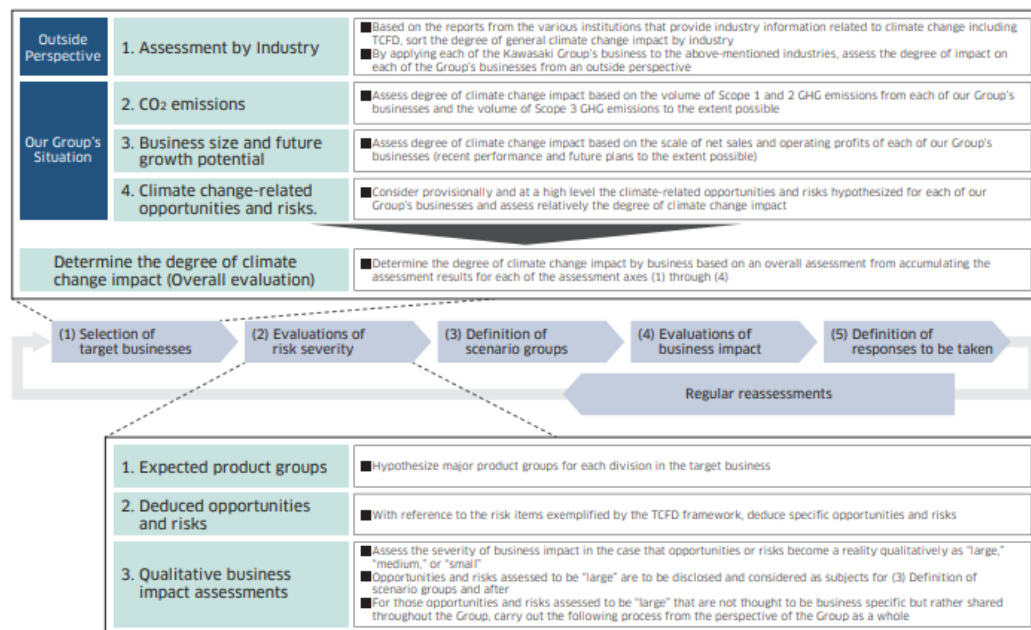 Outside
Perspective
1. Assessment by Industry
■Based on the reports from the various institutions that provide industry information related to climate change including
TCFD, sort the degree of general climate change impact by industry
■By applying each of the Kawasaki Group's business to the above-mentioned industries, assess the degree of impact on
each of the Group's businesses from an outside perspective
Our Group's
Situation
2. CO₂ emissions
■Assess degree of climate change impact based on the volume of Scope 1 and 2 GHG emissions from each of our Group's
businesses and the volume of Scope 3 GHG emissions to the extent possible
3. Business size and future
growth potential
■Assess degree of climate change impact based on the scale of net sales and operating profits of each of our Group's
businesses (recent performance and future plans to the extent possible)
4. Climate change-related
opportunities and risks.
■Consider provisionally and at a high level the climate-related opportunities and risks hypothesized for each of our
Group's businesses and assess relatively the degree of climate change impact
Determine the degree of climate
change impact (Overall evaluation)
■Determine the degree of climate change impact by business based on an overall assessment from accumulating the
assessment results for each of the assessment axes (1) through (4)
(1) Selection of
target businesses
(2) Evaluations of
risk severity
(3) Definition of
scenario groups
(4) Evaluations of
business impact
(5) Definition of
responses to be taken
Regular reassessments
1. Expected product groups
■Hypothesize major product groups for each division in the target business
2. Deduced opportunities
and risks
■With reference to the risk items exemplified by the TCFD framework, deduce specific opportunities and risks
3. Qualitative business
impact assessments
■Assess the severity of business impact in the case that opportunities or risks become a reality qualitatively as "large,"
"medium," or "small"
■Opportunities and risks assessed to be "large" are to be disclosed and considered as subjects for (3) Definition of
scenario groups and after
■For those opportunities and risks assessed to be "large" that are not thought to be business specific but rather shared
throughout the Group, carry out the following process from the perspective of the Group as a whole